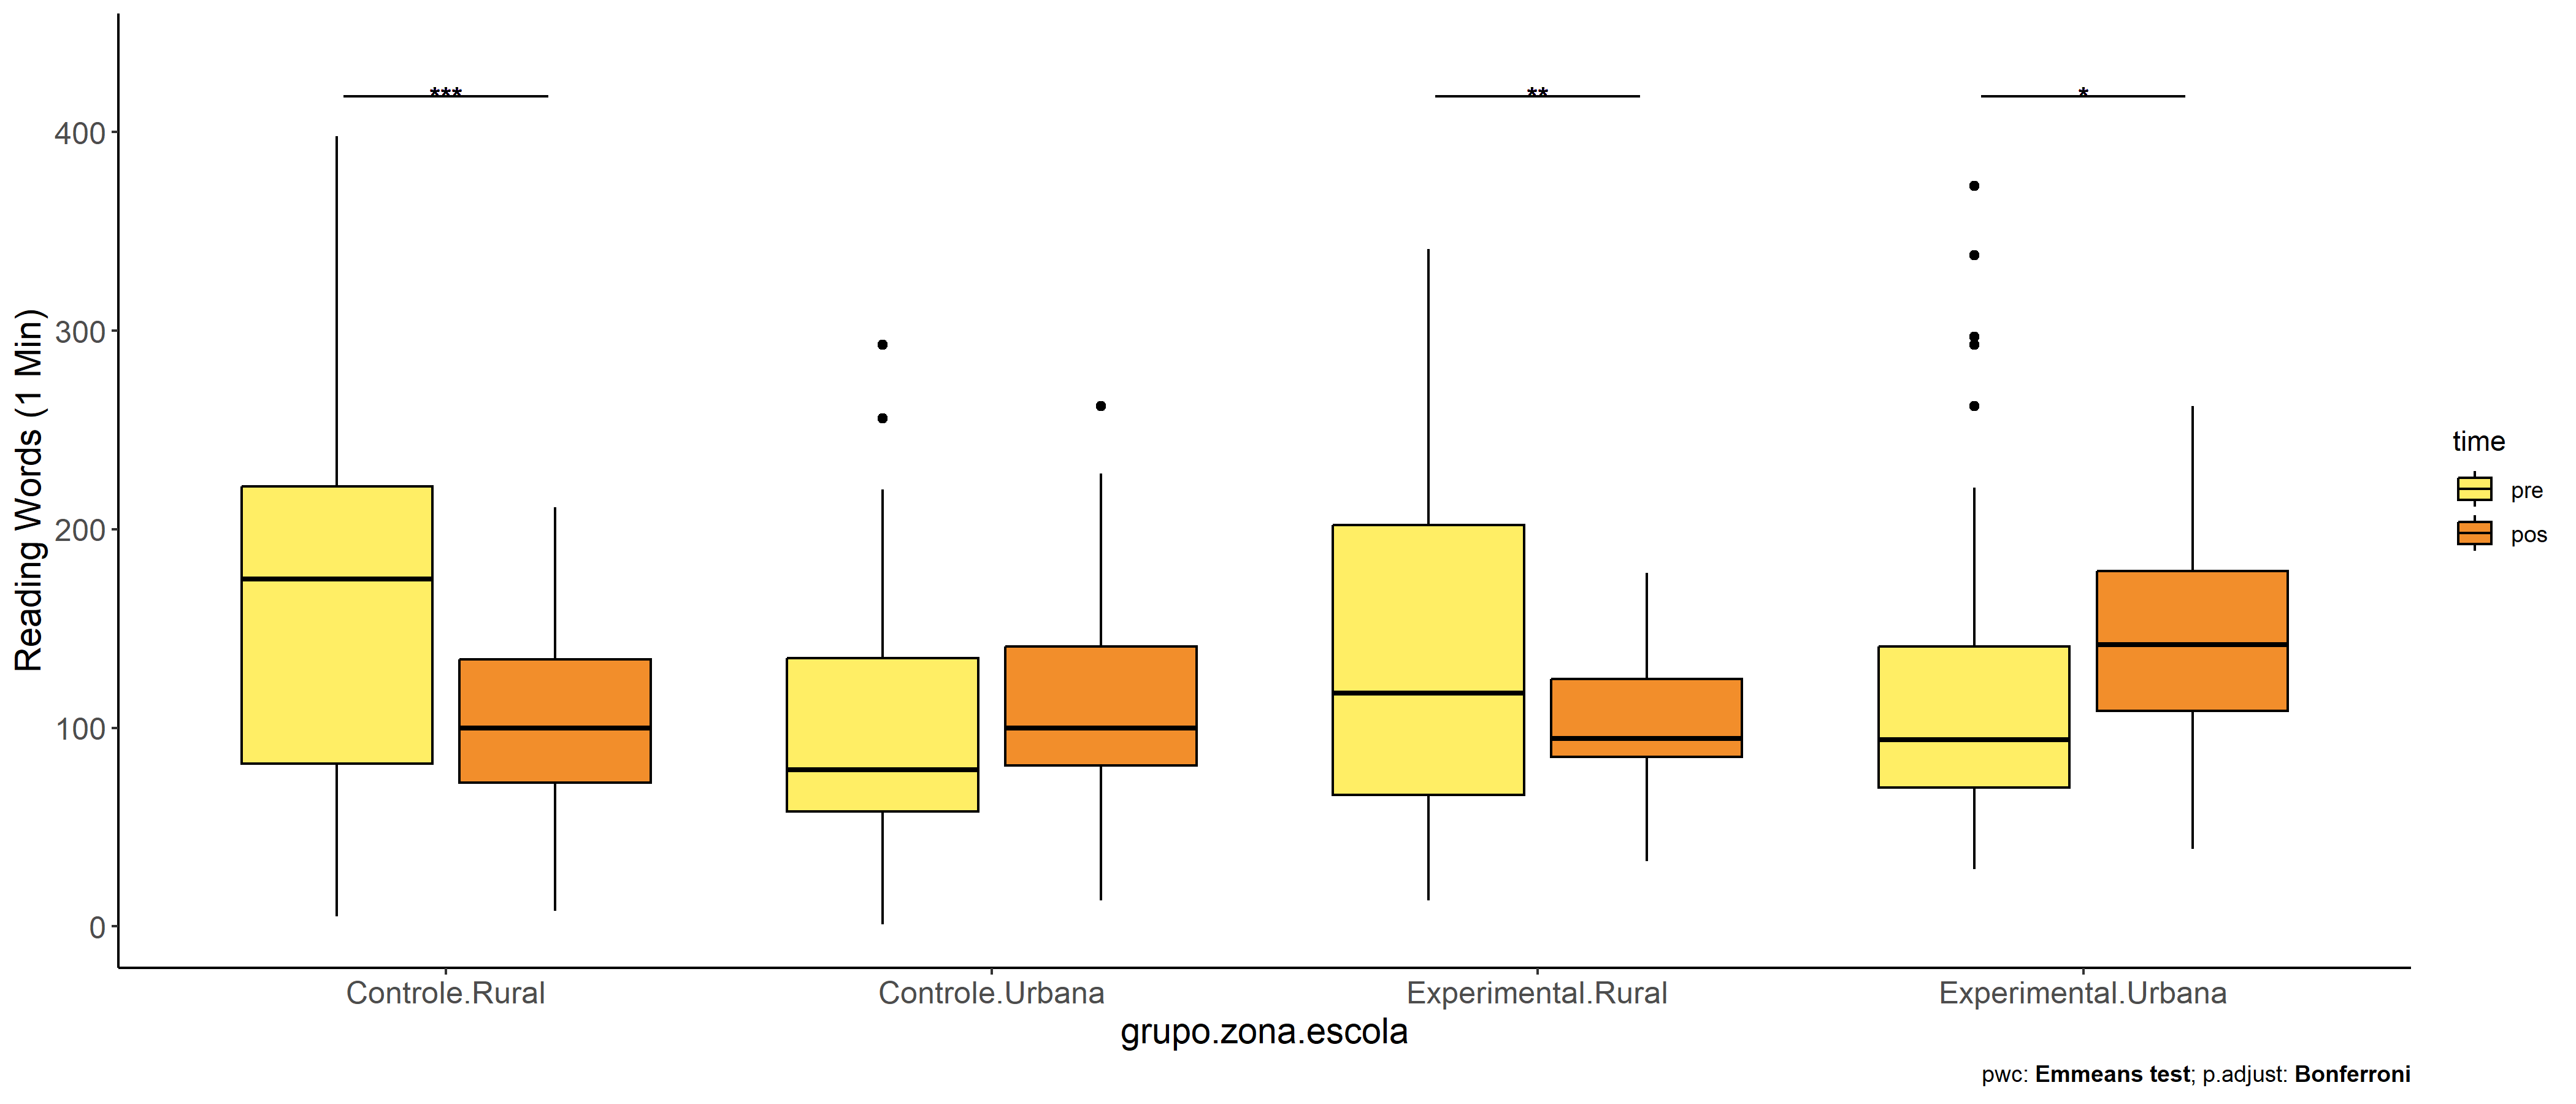 *** ** *
400
300
200
100
0
Reading Words (1 Min)
Controle.Rural Controle.Urbana Experimental.Rural Experimental.Urbana
grupo.zona.escola
time
pre
pos
pwc: Emmeans test; p.adjust: Bonferroni